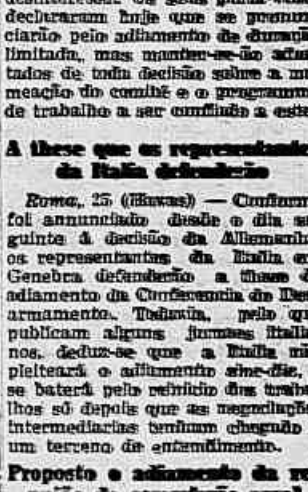 declararam hoje que se pronun
ciarão pelo adiamento de duração
limitada, mas manter-se-ão afas
tados de toda decisão sobre a no
meação do comité e o programma
de trabalho a ser confiado a este
A these que os representantes
da Italia defenderão
Roma, 25 (Havas) — Conforme
foi annunciado desde o dia se
guinte á decisão da Allemanha
os representantes da Italia em
Genebra defenderão a these do
adiamento da Conferencia do Des
armamento. Todavia, pelo que
publicam alguns jornaes italia
nos, deduz-se que a Italia não
pleiteará o adiamento sine-die,
se baterá pelo reinicio dos traba
lhos só depois que as negociações
intermediarias tenham chegado a
um terreno de entendimento.
Proposto o adiamento da